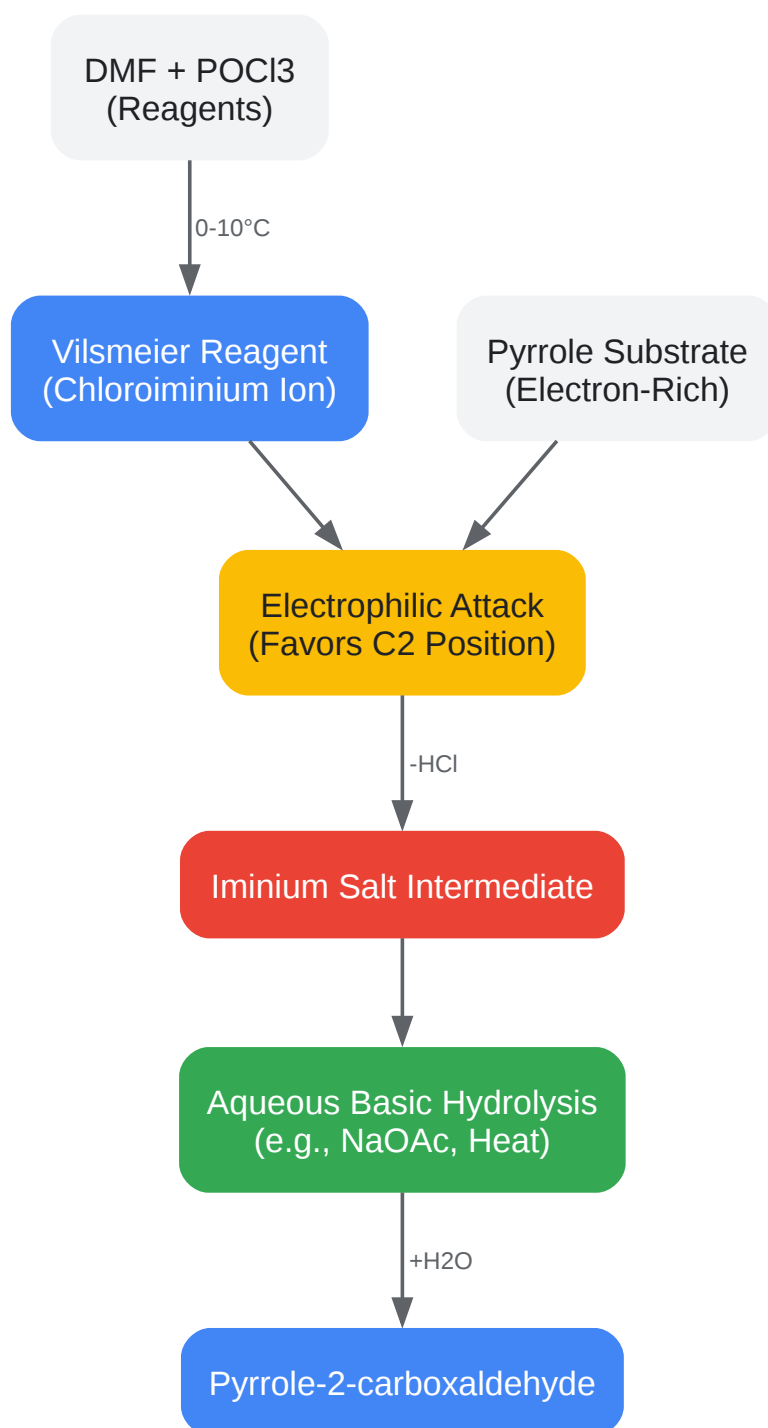 DMF + POCl3
(Reagents)
0-10°C
Vilsmeier Reagent
(Chloroiminium Ion)
Pyrrole Substrate
(Electron-Rich)
Electrophilic Attack
(Favors C2 Position)
-HCl
Iminium Salt Intermediate
Aqueous Basic Hydrolysis
(e.g., NaOAc, Heat)
+H2O
Pyrrole-2-carboxaldehyde